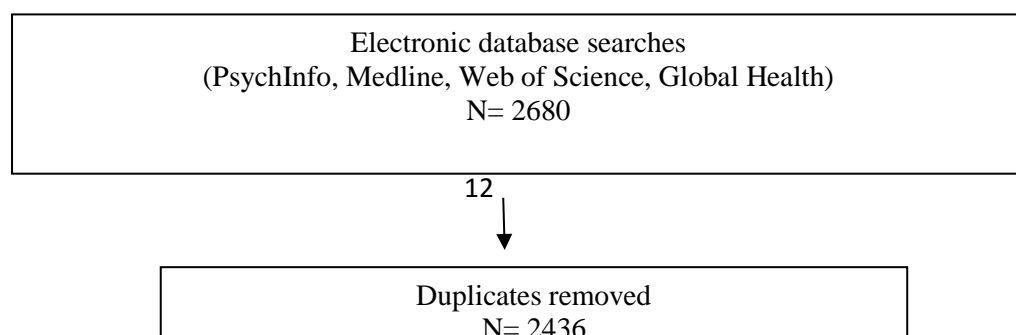 Electronic database searches
(PsychInfo, Medline, Web of Science, Global Health)
N= 2680
12
Duplicates removed
N= 2436